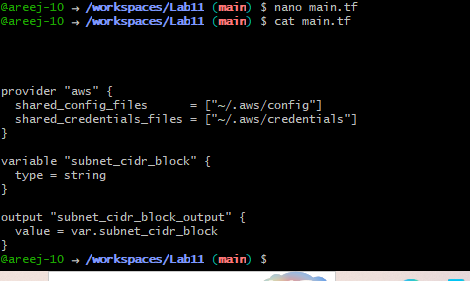 @areej-10 → /workspaces/Lab11 (main) $ nano main.tf
@areej-10 → /workspaces/Lab11 (main) $ cat main.tf
provider "aws" {
  shared_config_files      = ["~/.aws/config"]
  shared_credentials_files = ["~/.aws/credentials"]
}
variable "subnet_cidr_block" {
  type = string
}
output "subnet_cidr_block_output" {
  value = var.subnet_cidr_block
}
@areej-10 → /workspaces/Lab11 (main) $